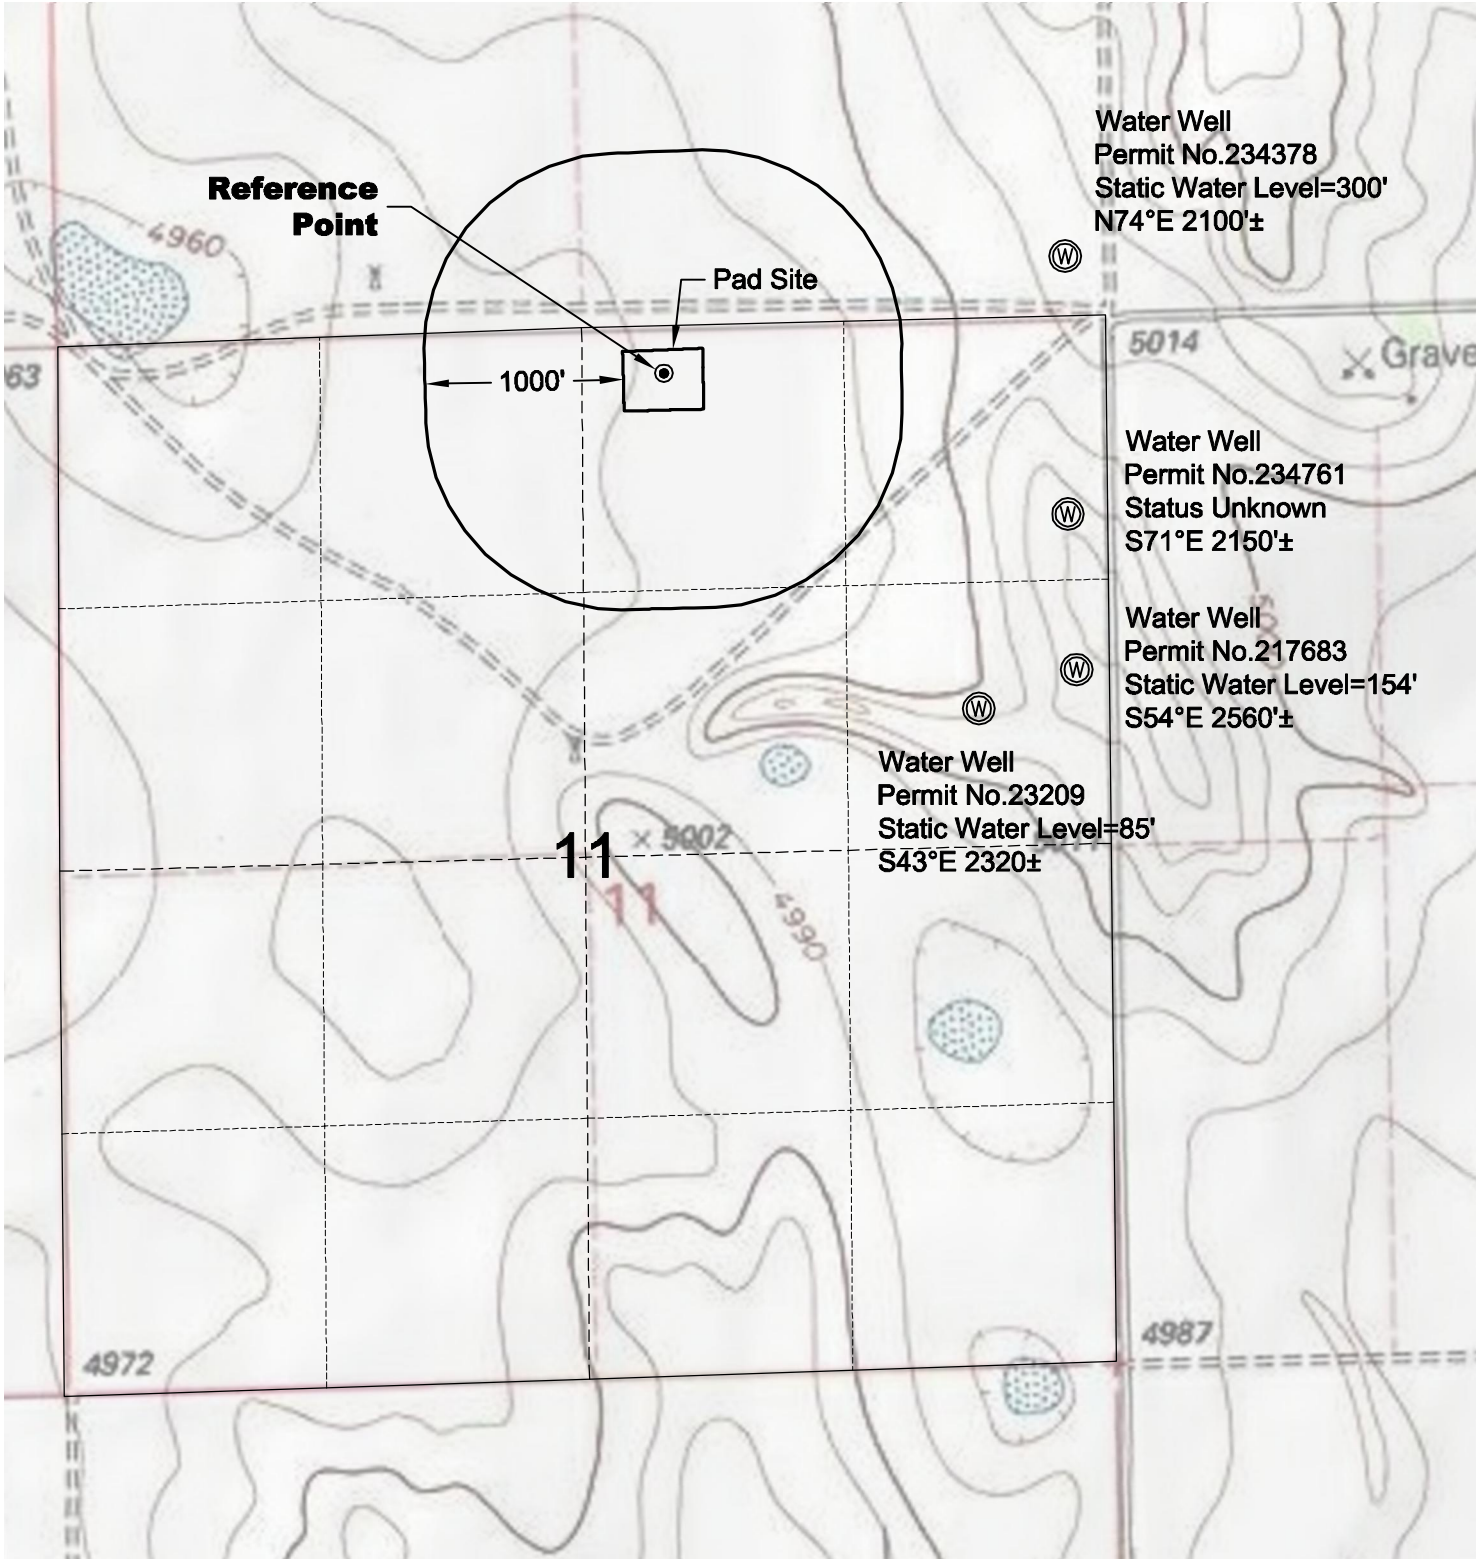 Water Well
Permit No.234378
Static Water Level=300'
N74°E 2100'±
Reference
Point
4960
Pad Site
5014
Grave
63
1000'
Water Well
Permit No.234761
Status Unknown
S71°E 2150'±
Water Well
Permit No.217683
Static Water Level=154'
S54°E 2560'±
W
W
W
W
Water Well
Permit No.23209
Static Water Level=85'
S43°E 2320±
11
5002
11
4990
4987
4972